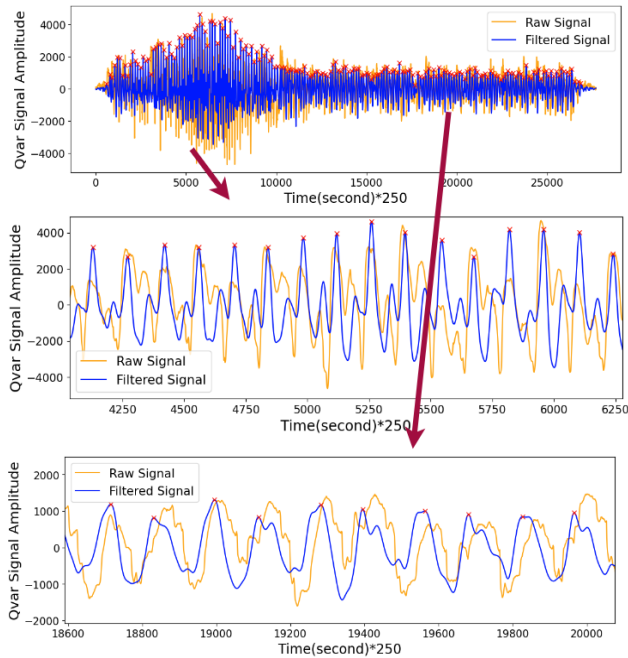 Qvar Signal Amplitude
4000
2000
0
−2000
−4000
Raw Signal
Filtered Signal
0 5000 10000 15000 20000 25000
Time(second)*250
Qvar Signal Amplitude
4000
2000
0
−2000
−4000
Raw Signal
Filtered Signal
4250 4500 4750 5000 5250 5500 5750 6000 6250
Time(second)*250
Qvar Signal Amplitude
2000
1000
0
−1000
−2000
Raw Signal
Filtered Signal
18600 18800 19000 19200 19400 19600 19800 20000
Time(second)*250